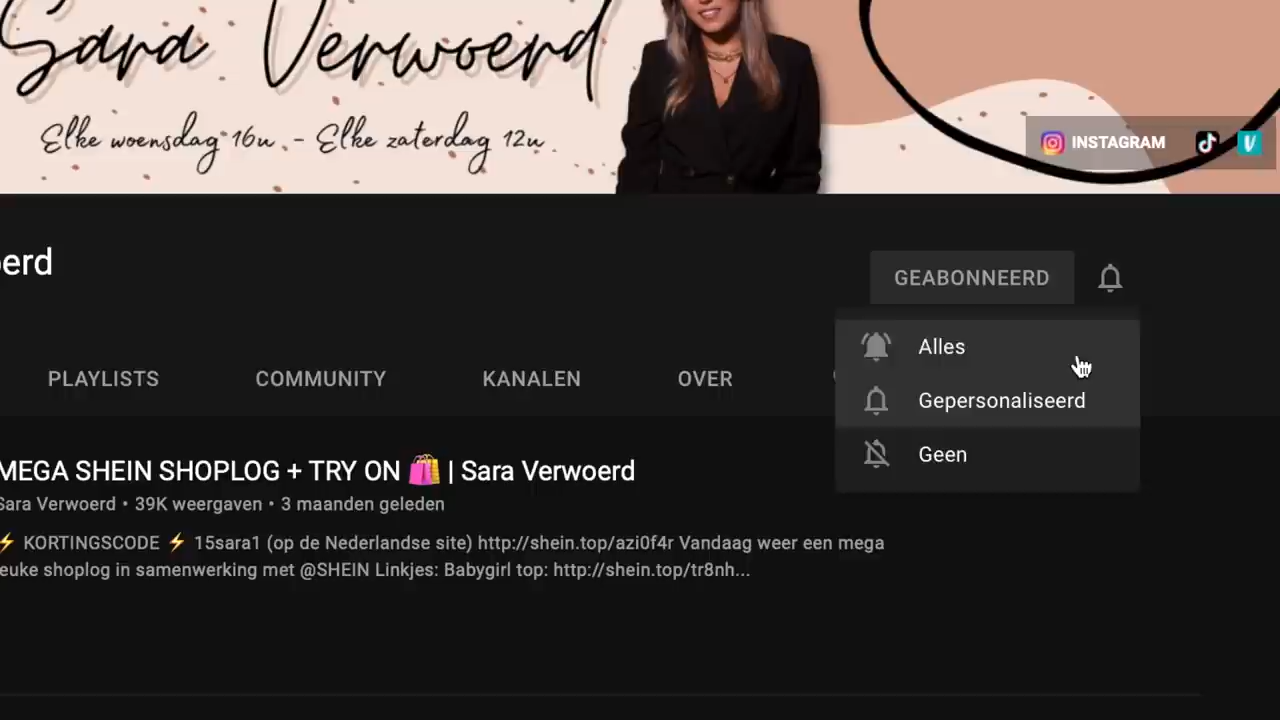 Sara Verwoerd
Elke woensdag 16u. - Elke zaterdag 12u.
INSTAGRAM
GEABONNEERD
Alles
Gepersonaliseerd
Geen
PLAYLISTS
COMMUNITY
KANALEN
OVER
MEGA SHEIN SHOPLOG + TRY ON 🛍️ | Sara Verwoerd
Sara Verwoerd • 39K weergaven • 3 maanden geleden
⚡ KORTINGSCODE ⚡ 15sara1 (op de Nederlandse site) http://shein.top/azi0f4r Vandaag weer een mega
euke shoplog in samenwerking met @SHEIN Linkjes: Babygirl top: http://shein.top/tr8nh...